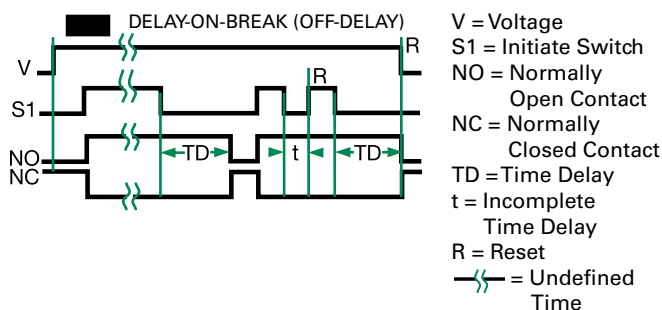 DELAY-ON-BREAK (OFF-DELAY)
R
V
R
S1
NO
TD
t
TD
NC
V = Voltage
S1 = Initiate Switch
NO = Normally
Open Contact
NC = Normally
Closed Contact
TD = Time Delay
t = Incomplete
Time Delay
R = Reset
= Undefined
Time